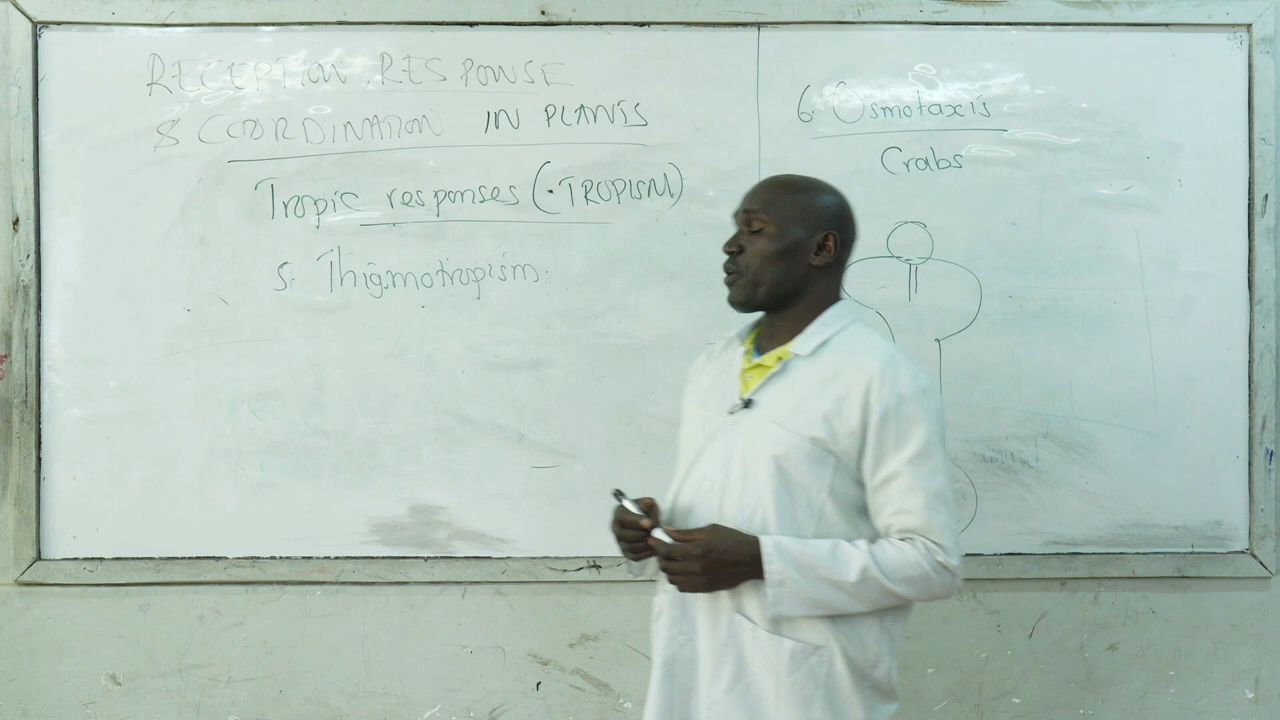 RECEPTION, RESPONSE
& COORDINATION IN PLANTS
Tropic responses (TROPISM)
5. Thigmotropism.
6. Osmotaxis
Crabs